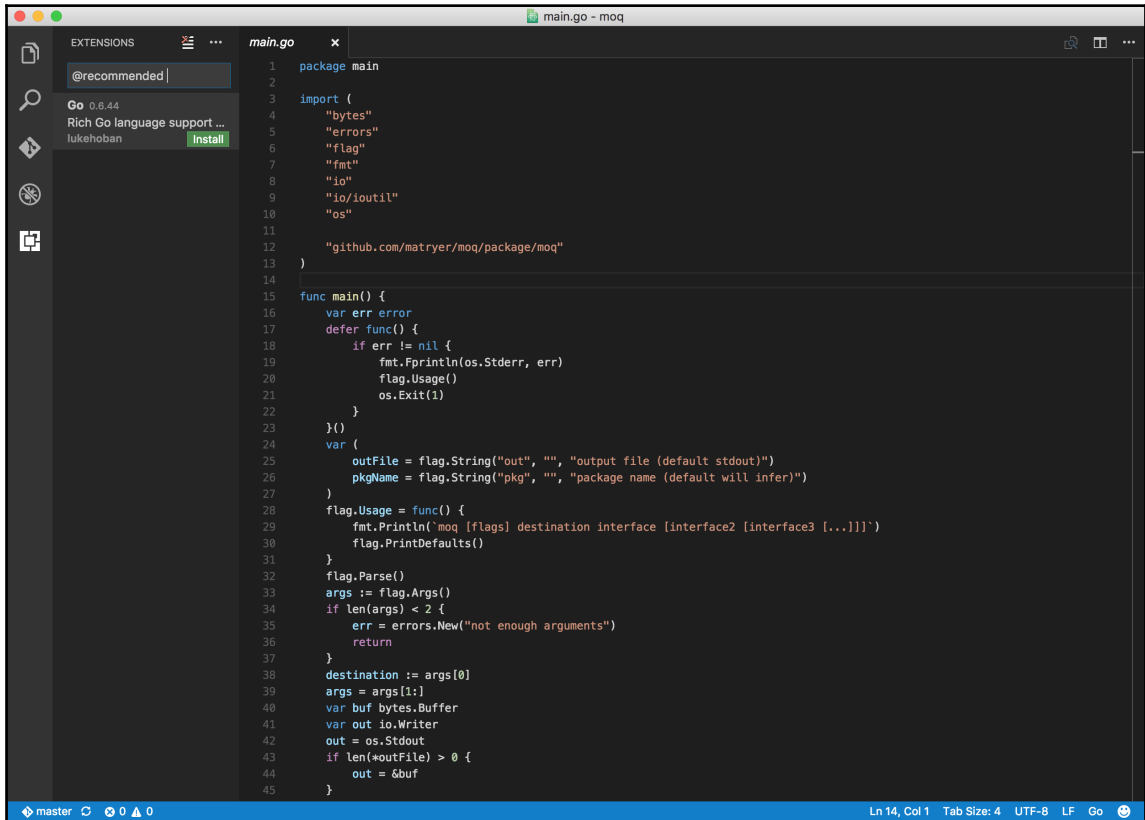 main.go - moq
EXTENSIONS
@recommended
Go 0.6.44
Rich Go language support ...
lukehoban
Install
main.go
1 package main
2
3 import (
4 "bytes"
5 "errors"
6 "flag"
7 "fmt"
8 "io"
9 "io/ioutil"
10 "os"
11
12 "github.com/matryer/moq/package/moq"
13 )
14
15 func main() {
16 var err error
17 defer func() {
18 if err != nil {
19 fmt.Fprintln(os.Stderr, err)
20 flag.Usage()
21 os.Exit(1)
22 }
23 }()
24 var (
25 outFile = flag.String("out", "", "output file (default stdout)")
26 pkgName = flag.String("pkg", "", "package name (default will infer)")
27 )
28 flag.Usage = func() {
29 fmt.Println(`moq [flags] destination interface [interface2 [interface3 [...]]]`)
30 flag.PrintDefaults()
31 }
32 flag.Parse()
33 args := flag.Args()
34 if len(args) < 2 {
35 err = errors.New("not enough arguments")
36 return
37 }
38 destination := args[0]
39 args = args[1:]
40 var buf bytes.Buffer
41 var out io.Writer
42 out = os.Stdout
43 if len(*outFile) > 0 {
44 out = &buf
45 }
master 0 0 Ln 14, Col 1 Tab Size: 4 UTF-8 LF Go